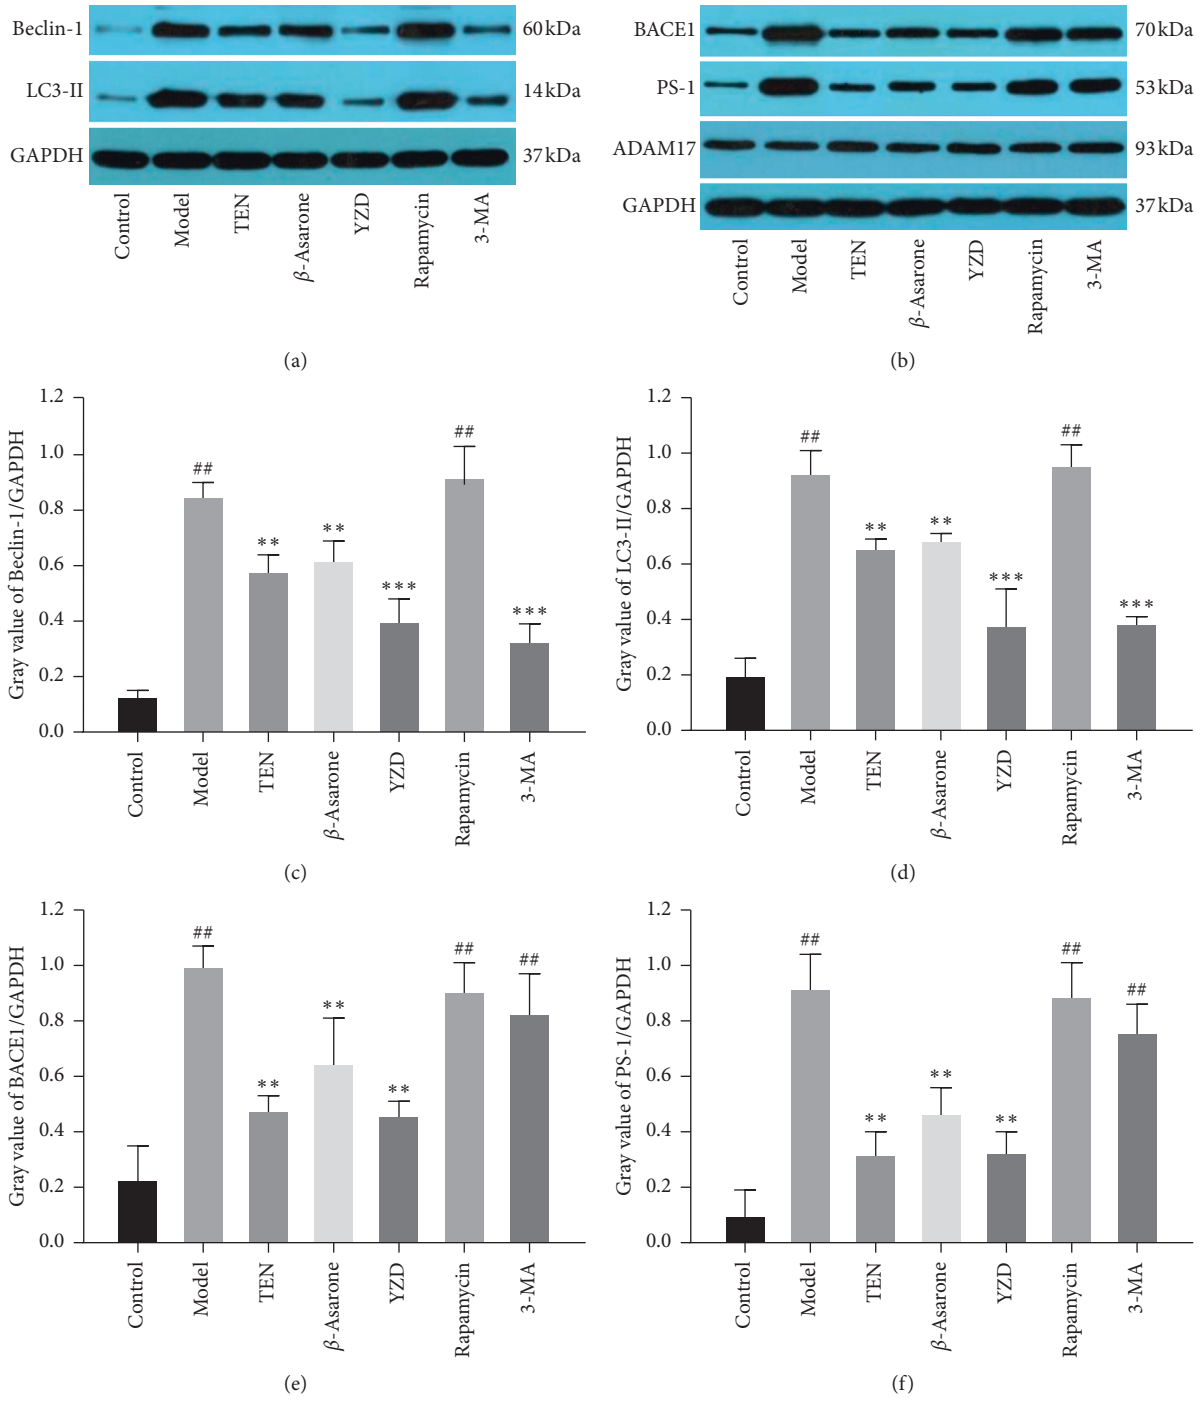 Beclin-1 60 kDa
LC3-II 14 kDa
GAPDH 37 kDa
Control Model TEN β-Asarone YZD Rapamycin 3-MA
(a)
BACE1 70 kDa
PS-1 53 kDa
ADAM17 93 kDa
GAPDH 37 kDa
Control Model TEN β-Asarone YZD Rapamycin 3-MA
(b)
Gray value of Beclin-1/GAPDH
1.2
1.0
0.8
0.6
0.4
0.2
0.0
## ** ** *** ## ***
Control Model TEN β-Asarone YZD Rapamycin 3-MA
(c)
Gray value of LC3-II/GAPDH
1.2
1.0
0.8
0.6
0.4
0.2
0.0
## ** ** *** ## ***
Control Model TEN β-Asarone YZD Rapamycin 3-MA
(d)
Gray value of BACE1/GAPDH
1.2
1.0
0.8
0.6
0.4
0.2
0.0
## ** ** ** ## ##
Control Model TEN β-Asarone YZD Rapamycin 3-MA
(e)
Gray value of PS-1/GAPDH
1.2
1.0
0.8
0.6
0.4
0.2
0.0
## ** ** ** ## ##
Control Model TEN β-Asarone YZD Rapamycin 3-MA
(f)